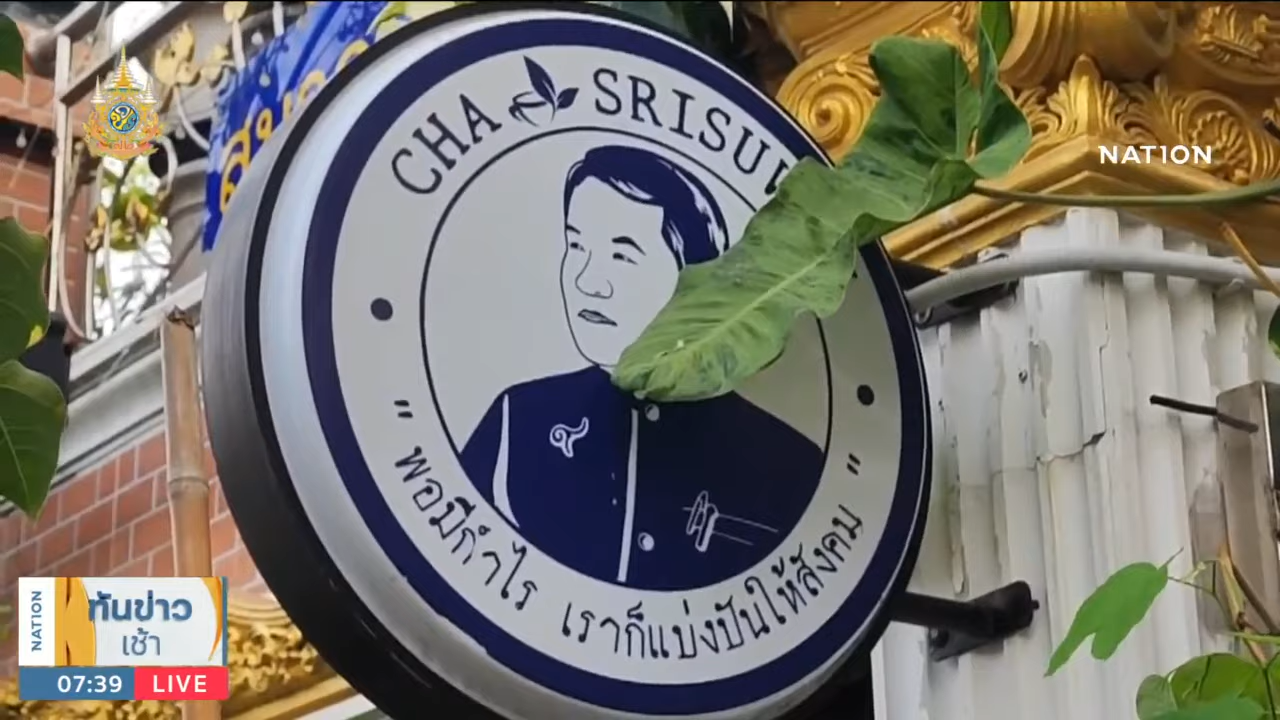 NATION
CHA SRISU
" พอมีกำไร เราก็แบ่งปันให้สังคม "
NATION
ทันข่าว
เช้า
07:39 LIVE